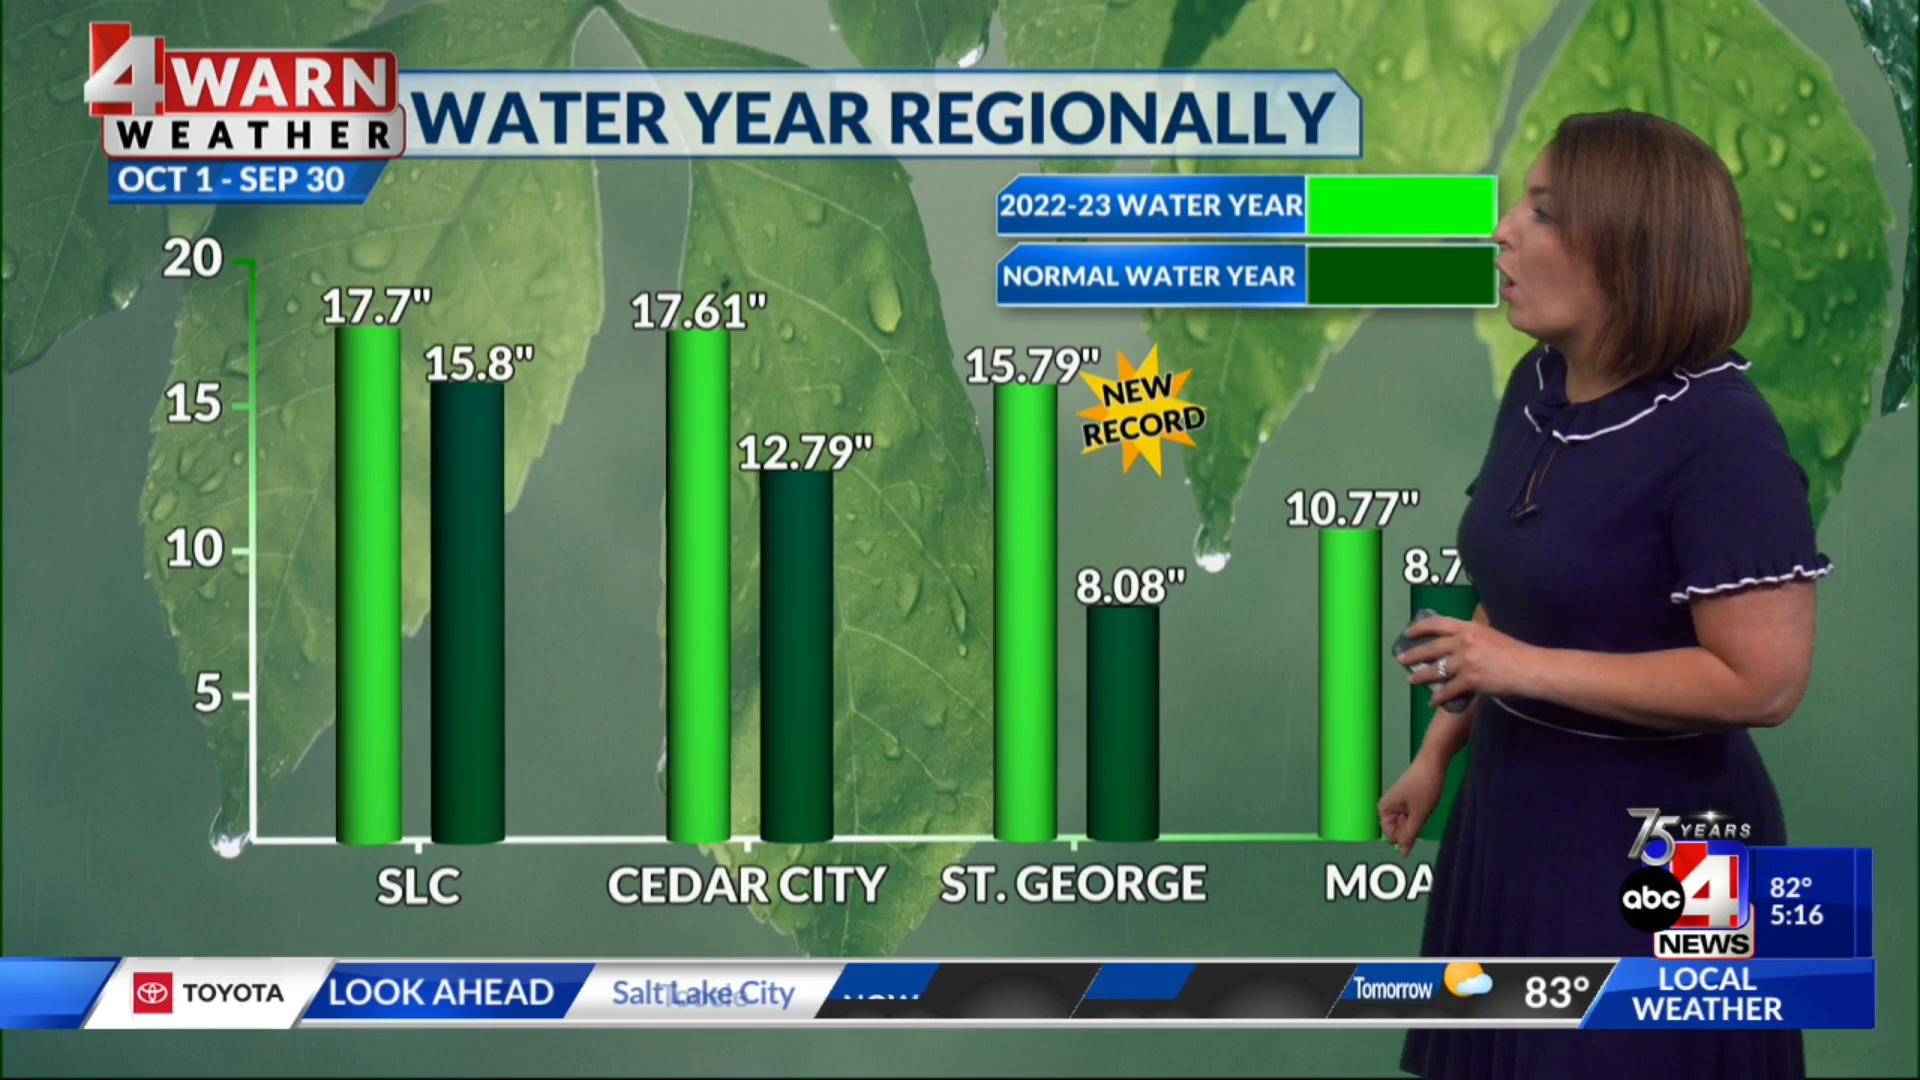 4WARN
WEATHER
WATER YEAR REGIONALLY
OCT 1 - SEP 30
2022-23 WATER YEAR
NORMAL WATER YEAR
20
15
10
5
17.7"
15.8"
17.61"
12.79"
15.79"
NEW
RECORD
8.08"
10.77"
8.7
SLC
CEDAR CITY
ST. GEORGE
MOA
75 YEARS
abc 4
NEWS
82°
5:16
TOYOTA
LOOK AHEAD
Salt Lake City
Tomorrow
83°
LOCAL
WEATHER